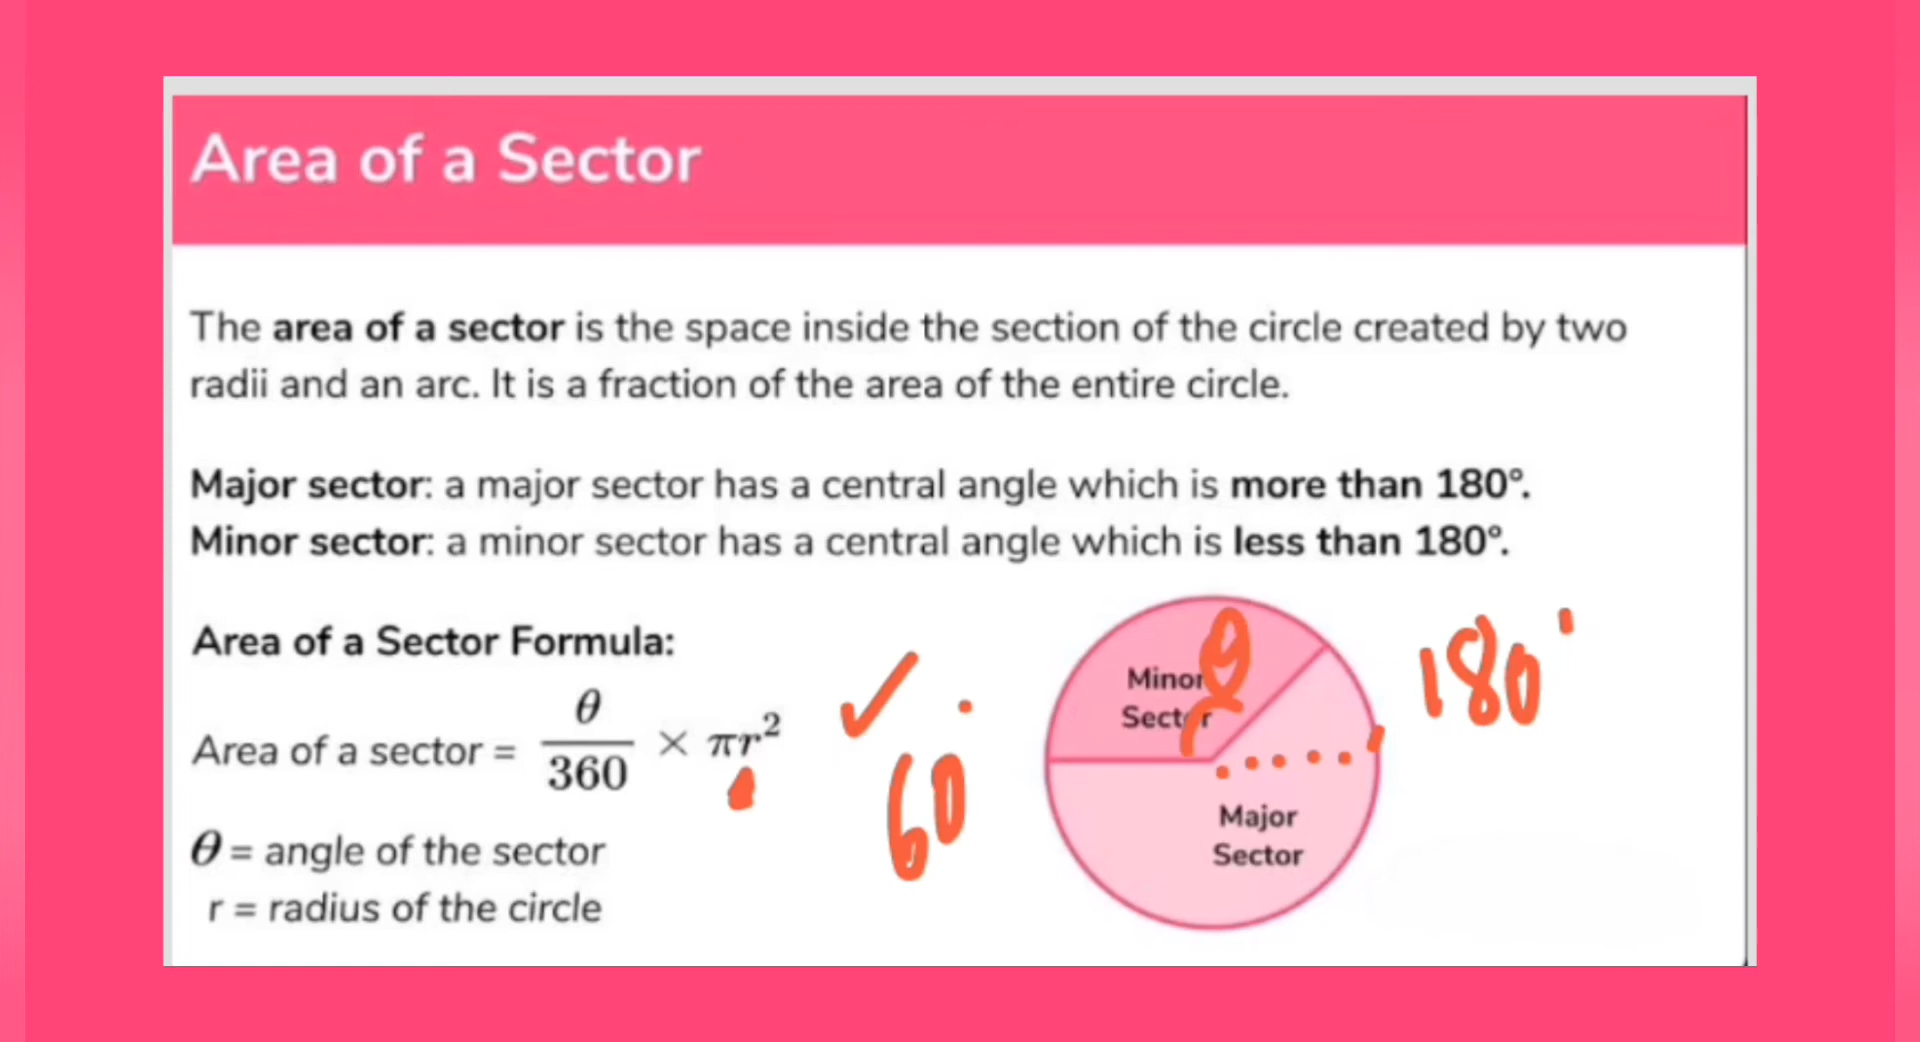 Area of a Sector
The area of a sector is the space inside the section of the circle created by two
radii and an arc. It is a fraction of the area of the entire circle.
Major sector: a major sector has a central angle which is more than 180º.
Minor sector: a minor sector has a central angle which is less than 180º.
Area of a Sector Formula:
Area of a sector = θ/360 × πr²
θ = angle of the sector
r = radius of the circle
60°
θ
Minor
Sector
Major
Sector
180°